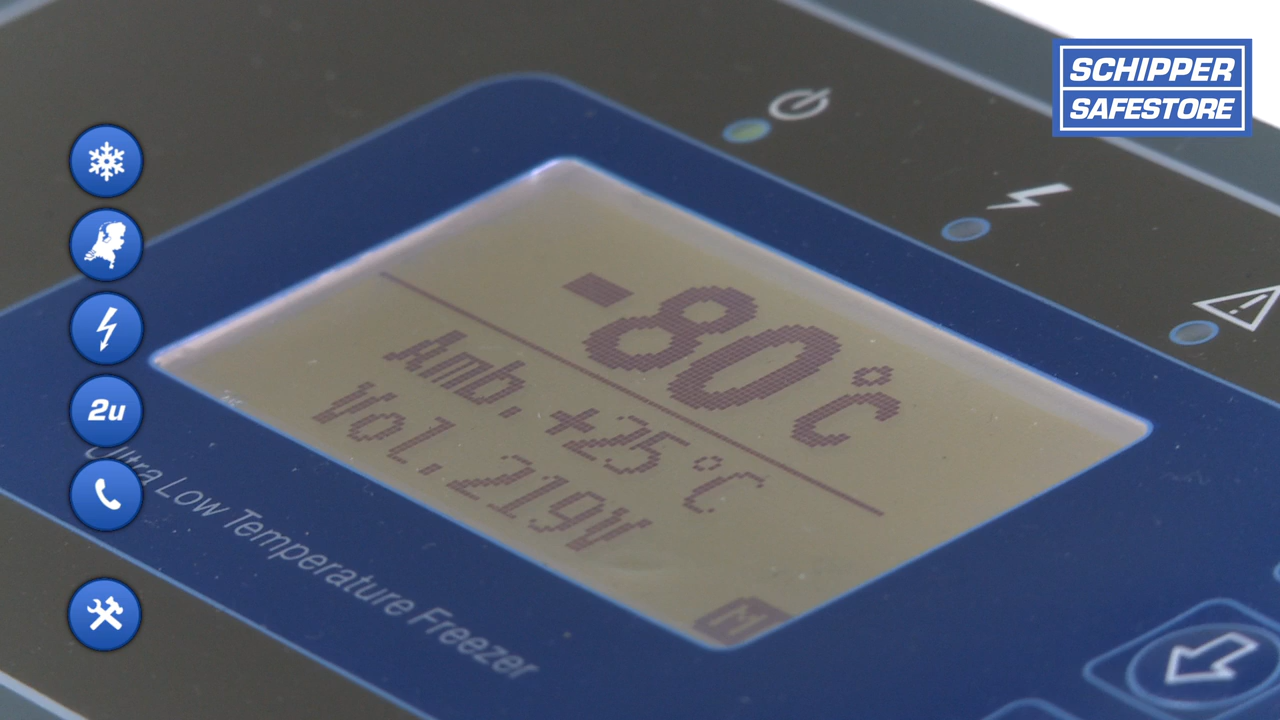 SCHIPPER
SAFESTORE
-80°C
Amb. +25°C
Vol. 219V
M
2u
Ultra Low Temperature Freezer